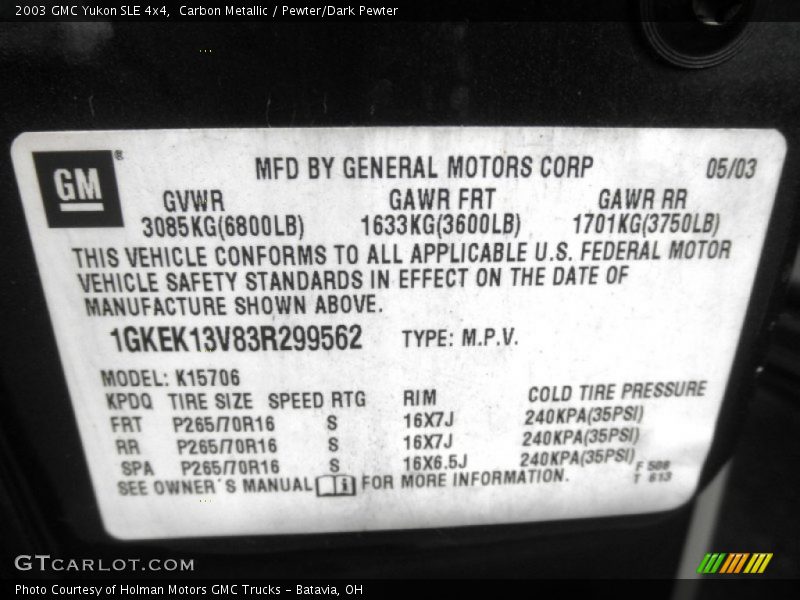 2003 GMC Yukon SLE 4x4, Carbon Metallic / Pewter/Dark Pewter
GM®
MFD BY GENERAL MOTORS CORP 05/03
GVWR GAWR FRT GAWR RR
3085KG(6800LB) 1633KG(3600LB) 1701KG(3750LB)
THIS VEHICLE CONFORMS TO ALL APPLICABLE U.S. FEDERAL MOTOR
VEHICLE SAFETY STANDARDS IN EFFECT ON THE DATE OF
MANUFACTURE SHOWN ABOVE.
1GKEK13V83R299562 TYPE: M.P.V.
MODEL: K15706
KPDQ TIRE SIZE SPEED RTG RIM COLD TIRE PRESSURE
FRT P265/70R16 S 16X7J 240KPA(35PSI)
RR P265/70R16 S 16X7J 240KPA(35PSI)
SPA P265/70R16 S 16X6.5J 240KPA(35PSI)
SEE OWNER'S MANUAL i FOR MORE INFORMATION.
F 508
T 613
GTCARLOT.COM
Photo Courtesy of Holman Motors GMC Trucks - Batavia, OH